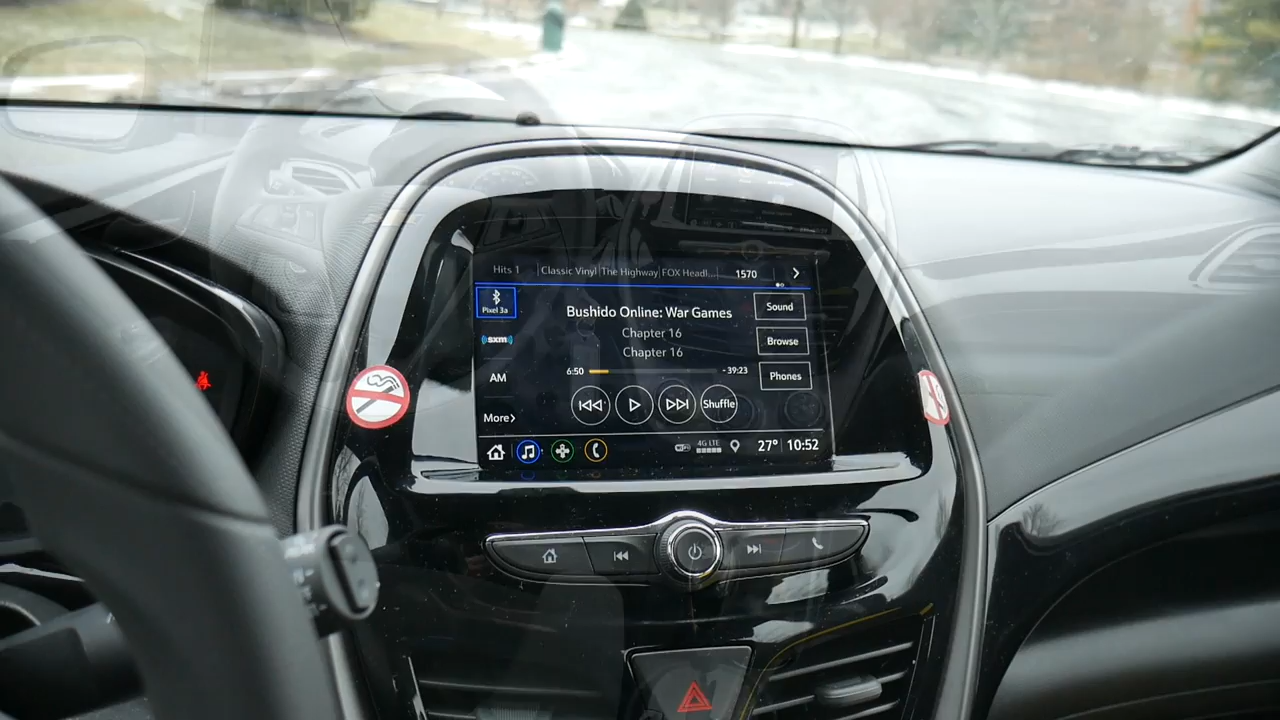 Hits 1 Classic Vinyl The Highway FOX Headl... 1570
Pixel 3a
Bushido Online: War Games
Sound
Chapter 16
sxm
Browse
Chapter 16
6:50 -39:23
AM
Phones
Shuffle
More
4G LTE
27° 10:52